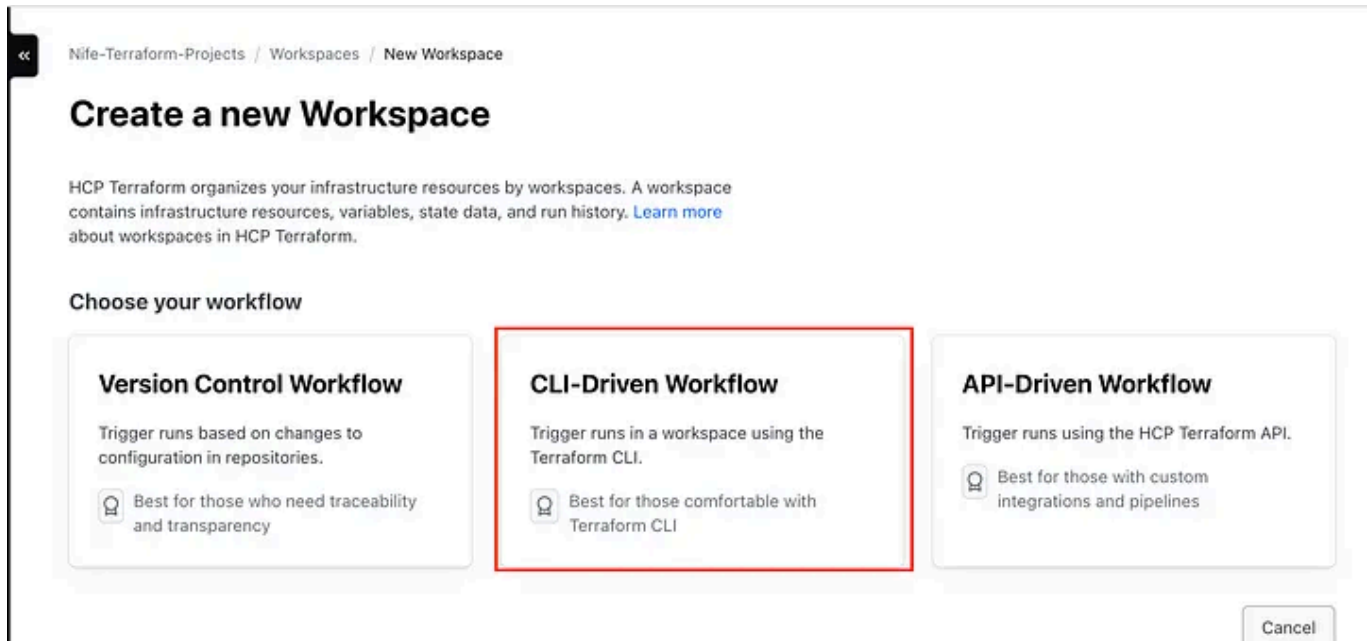 «
Nife-Terraform-Projects / Workspaces / New Workspace
Create a new Workspace
HCP Terraform organizes your infrastructure resources by workspaces. A workspace
contains infrastructure resources, variables, state data, and run history. Learn more
about workspaces in HCP Terraform.
Choose your workflow
Version Control Workflow
Trigger runs based on changes to
configuration in repositories.
Best for those who need traceability
and transparency
CLI-Driven Workflow
Trigger runs in a workspace using the
Terraform CLI.
Best for those comfortable with
Terraform CLI
API-Driven Workflow
Trigger runs using the HCP Terraform API.
Best for those with custom
integrations and pipelines
Cancel